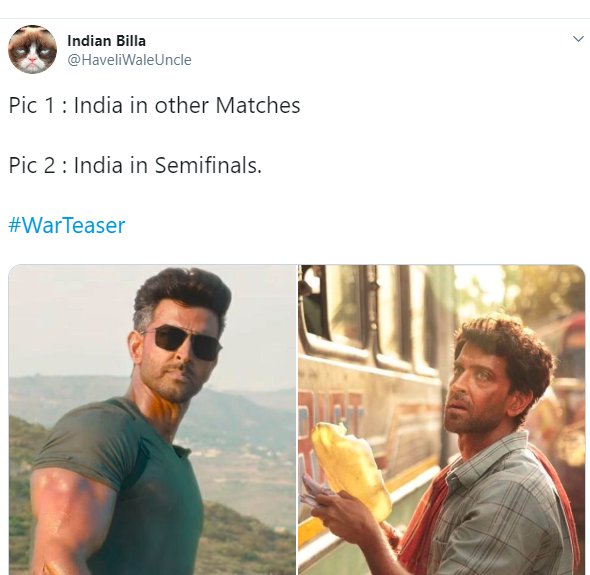 Indian Billa
@HaveliWaleUncle
Pic 1 : India in other Matches
Pic 2 : India in Semifinals.
#WarTeaser